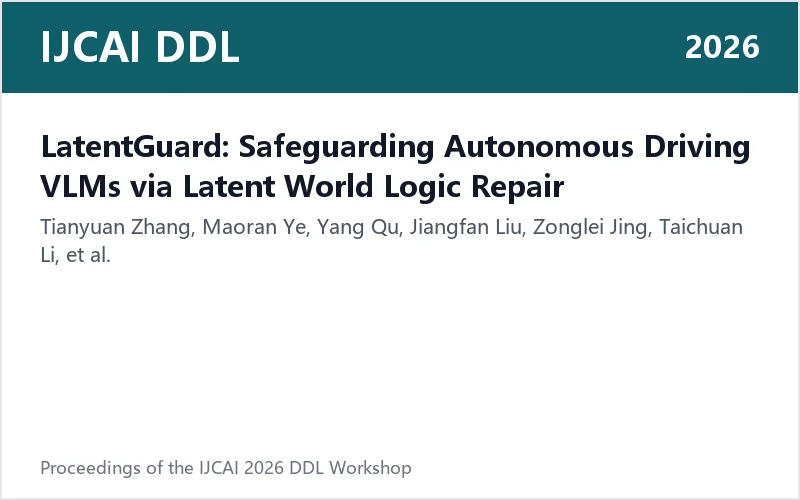 IJCAI DDL
2026
LatentGuard: Safeguarding Autonomous Driving
VLMs via Latent World Logic Repair
Tianyuan Zhang, Maoran Ye, Yang Qu, Jiangfan Liu, Zonglei Jing, Taichuan
Li, et al.
Proceedings of the IJCAI 2026 DDL Workshop